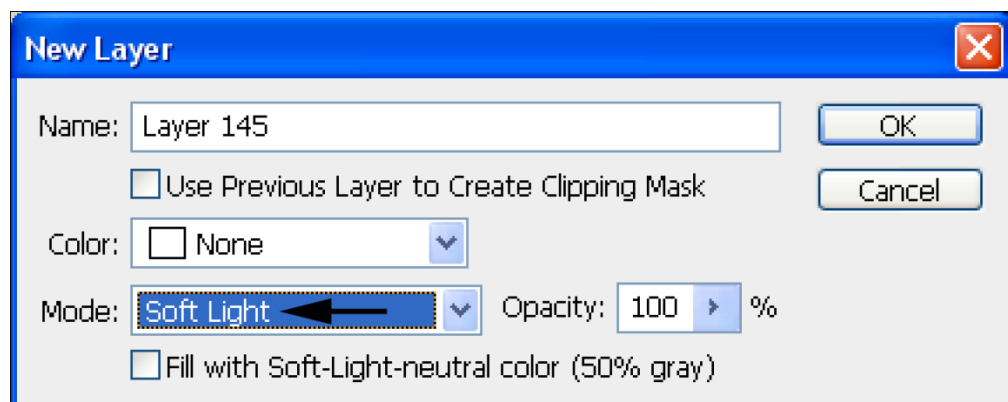 New Layer
Name: Layer 145 OK
Use Previous Layer to Create Clipping Mask Cancel
Color: None
Mode: Soft Light Opacity: 100 %
Fill with Soft-Light-neutral color (50% gray)